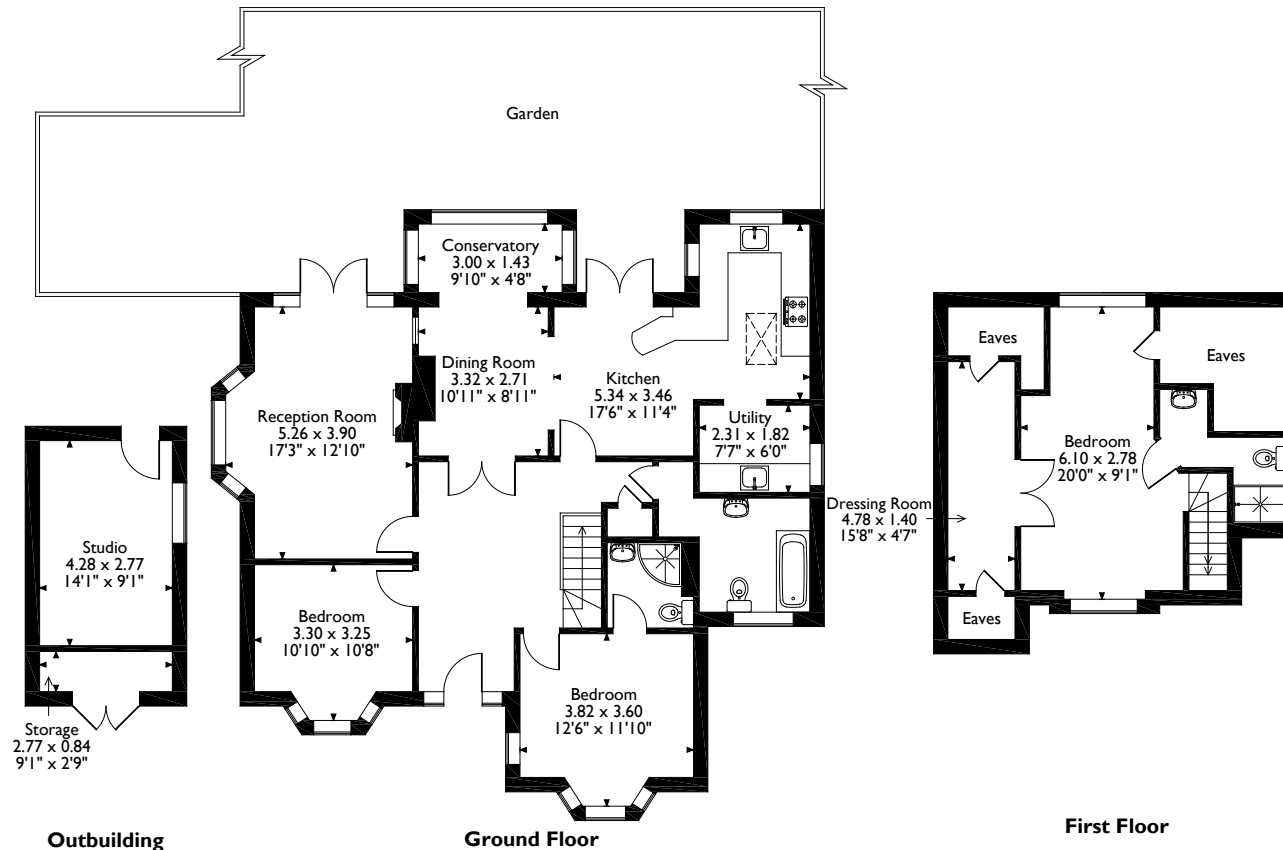 Garden
Conservatory
3.00 x 1.43
9'10" x 4'8"
Dining Room
3.32 x 2.71
10'11" x 8'11"
Kitchen
5.34 x 3.46
17'6" x 11'4"
Reception Room
5.26 x 3.90
17'3" x 12'10"
Utility
2.31 x 1.82
7'7" x 6'0"
Bedroom
3.30 x 3.25
10'10" x 10'8"
Bedroom
3.82 x 3.60
12'6" x 11'10"
Ground Floor
Studio
4.28 x 2.77
14'1" x 9'1"
Storage
2.77 x 0.84
9'1" x 2'9"
Outbuilding
Eaves
Eaves
Bedroom
6.10 x 2.78
20'0" x 9'1"
Dressing Room
4.78 x 1.40
15'8" x 4'7"
Eaves
First Floor